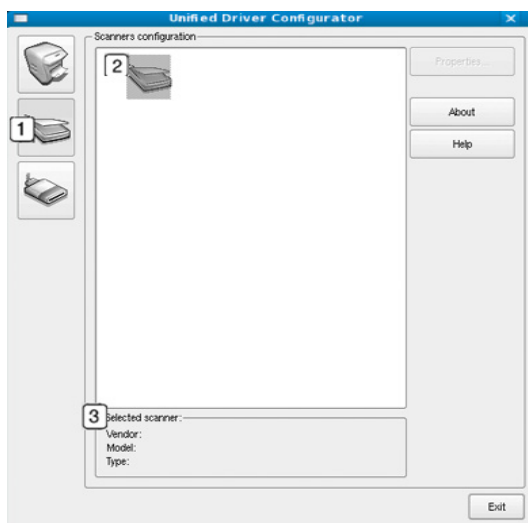 Unified Driver Configurator
Scanners configuration
2
Properties...
1
About
Help
3
Selected scanner:
Vendor:
Model:
Type:
Exit